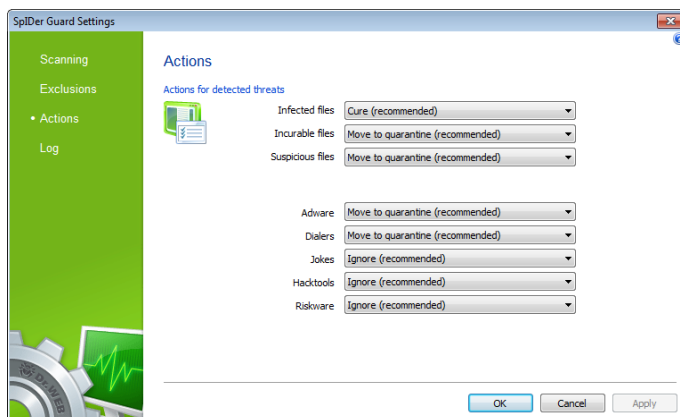 SpIDer Guard Settings
Scanning
Exclusions
• Actions
Log
Actions
Actions for detected threats
Infected files Cure (recommended)
Incurable files Move to quarantine (recommended)
Suspicious files Move to quarantine (recommended)
Adware Move to quarantine (recommended)
Dialers Move to quarantine (recommended)
Jokes Ignore (recommended)
Hacktools Ignore (recommended)
Riskware Ignore (recommended)
Dr.WEB
OK Cancel Apply